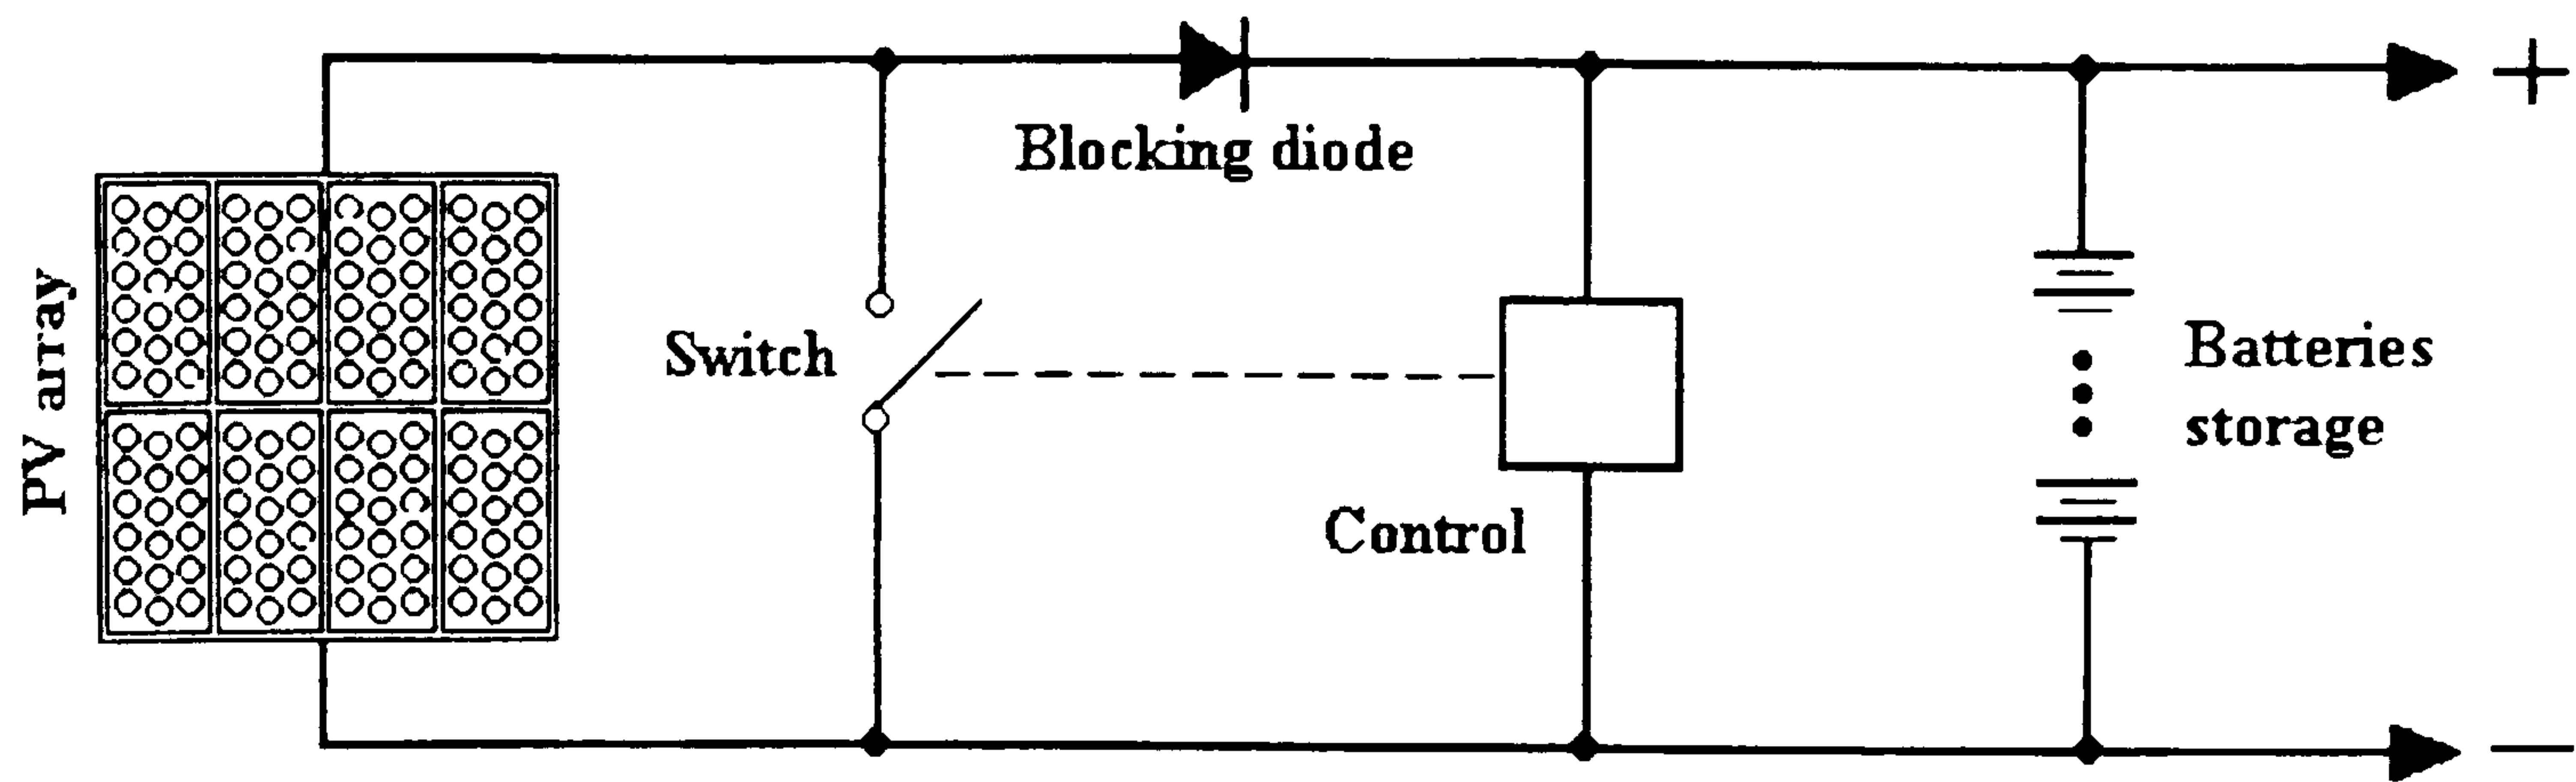 Blocking diode
+
PV array
Switch
Control
Batteries
storage
−